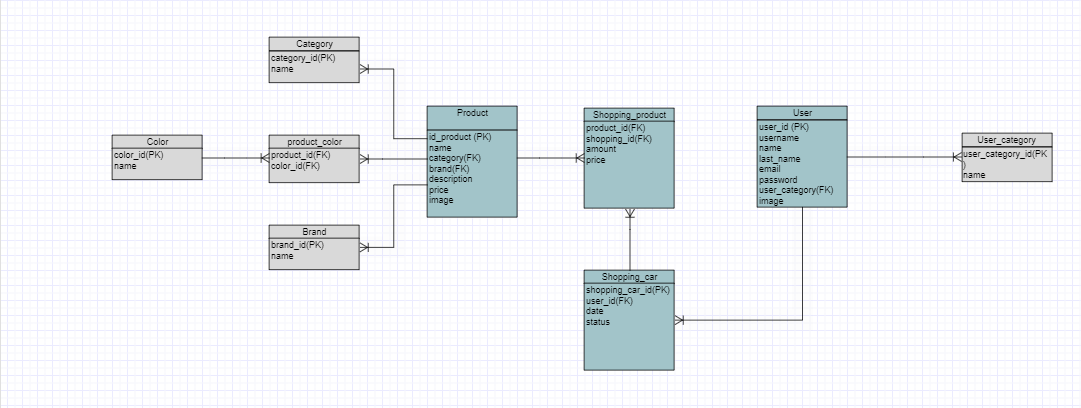 Category
category_id(PK)
name
Color
color_id(PK)
name
product_color
product_id(FK)
color_id(FK)
Brand
brand_id(PK)
name
Product
id_product (PK)
name
category(FK)
brand(FK)
description
price
image
Shopping_product
product_id(FK)
shopping_id(FK)
amount
price
Shopping_car
shopping_car_id(PK)
user_id(FK)
date
status
User
user_id (PK)
username
name
last_name
email
password
user_category(FK)
image
User_category
user_category_id(PK
)
name